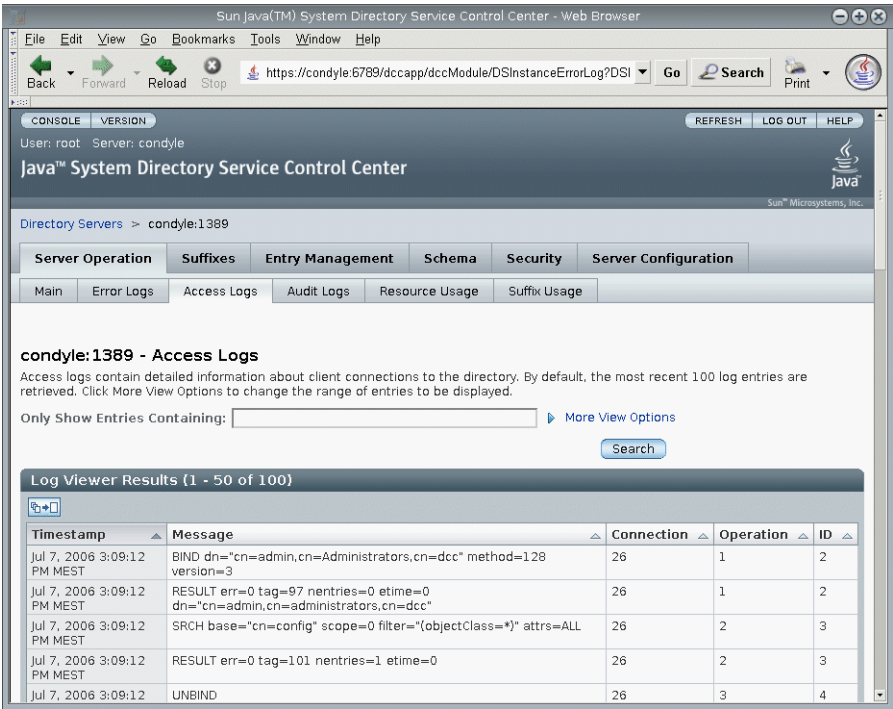 Sun Java(TM) System Directory Service Control Center - Web Browser
File Edit View Go Bookmarks Tools Window Help
Back Forward Reload Stop https://condyle:6789/dccapp/dccModule/DSInstanceErrorLog?DSI Go Search Print
CONSOLE VERSION REFRESH LOG OUT HELP
User: root Server: condyle
Java™ System Directory Service Control Center
Java™
Sun™ Microsystems, Inc.
Directory Servers > condyle:1389
Server Operation Suffixes Entry Management Schema Security Server Configuration
Main Error Logs Access Logs Audit Logs Resource Usage Suffix Usage
condyle:1389 - Access Logs
Access logs contain detailed information about client connections to the directory. By default, the most recent 100 log entries are
retrieved. Click More View Options to change the range of entries to be displayed.
Only Show Entries Containing: More View Options
Search
Log Viewer Results (1 - 50 of 100)
Timestamp Message Connection Operation ID
Jul 7, 2006 3:09:12 BIND dn="cn=admin,cn=Administrators,cn=dcc" method=128 26 1 2
PM MEST version=3
Jul 7, 2006 3:09:12 RESULT err=0 tag=97 nentries=0 etime=0 26 1 2
PM MEST dn="cn=admin,cn=administrators,cn=dcc"
Jul 7, 2006 3:09:12 SRCH base="cn=config" scope=0 filter="(objectClass=*)" attrs=ALL 26 2 3
PM MEST
Jul 7, 2006 3:09:12 RESULT err=0 tag=101 nentries=1 etime=0 26 2 3
PM MEST
Jul 7, 2006 3:09:12 UNBIND 26 3 4